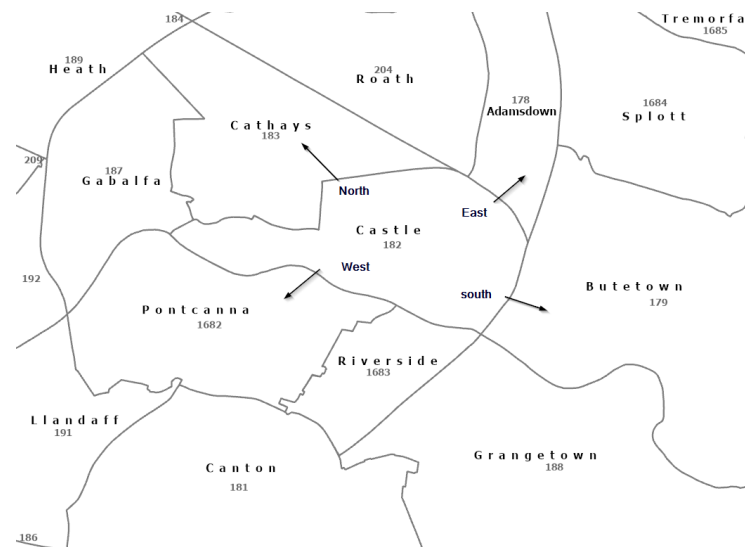 184
Tremorfa
1685
189
Heath
204
Roath
178
Adamsdown
1684
Splott
Cathays
183
209
187
Gabalfa
North
East
Castle
182
West
192
south
Butetown
179
Pontcanna
1682
Riverside
1683
Llandaff
191
Grangetown
188
Canton
181
186